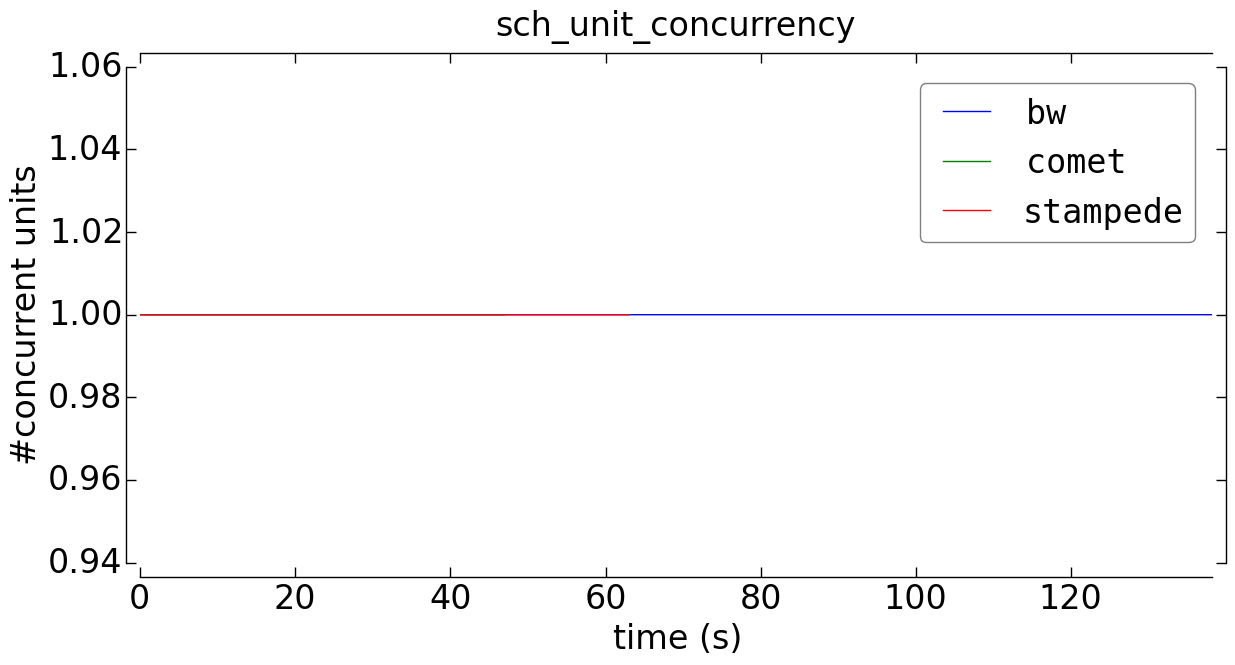 sch_unit_concurrency
1.06
1.04
1.02
1.00
0.98
0.96
0.94
#concurrent units
bw
comet
stampede
0 20 40 60 80 100 120
time (s)